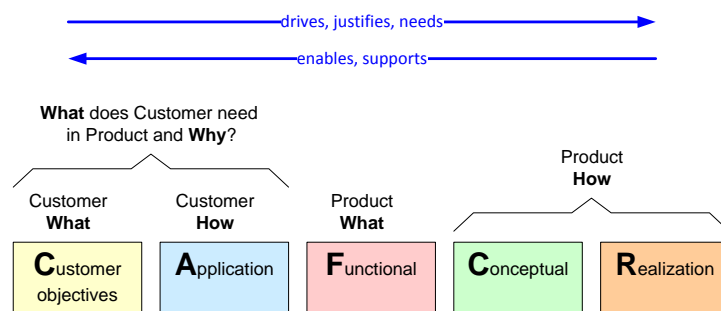 drives, justifies, needs
enables, supports
What does Customer need
in Product and Why?
Product
How
Customer
What
Customer
How
Product
What
Customer
objectives
Application
Functional
Conceptual
Realization